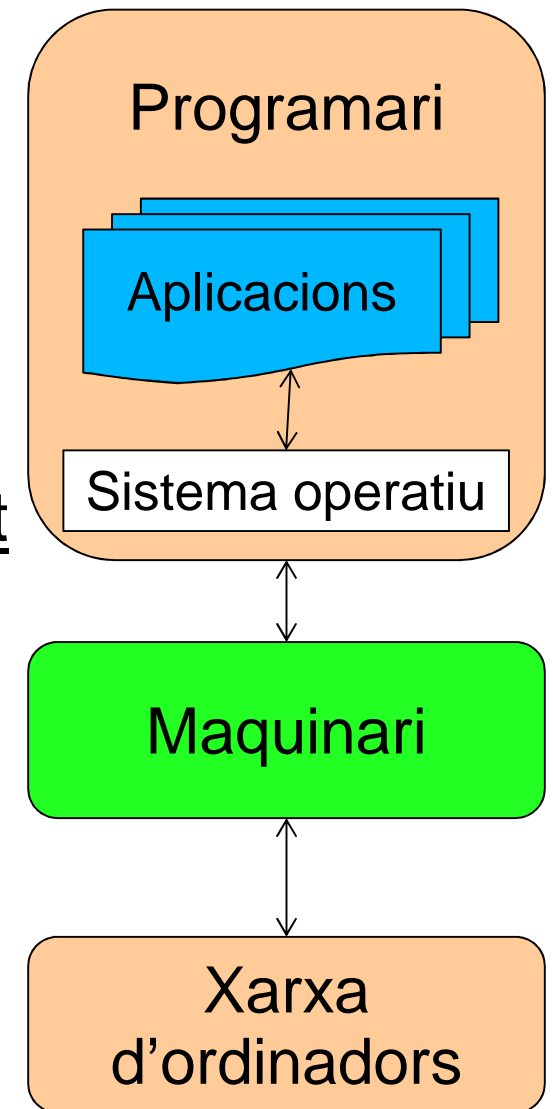 Programari
Aplicacions
Sistema operatiu
t
Maquinari
Xarxa
d’ordinadors